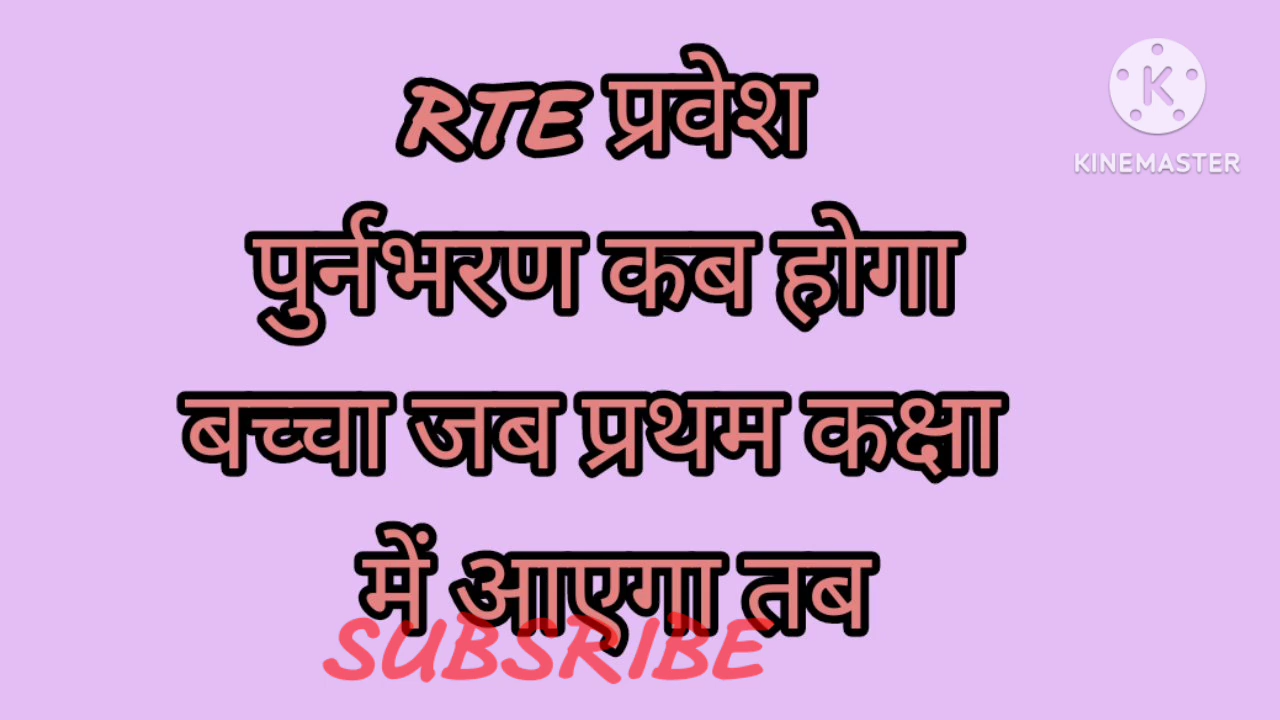 RTE प्रवेश
KINEMASTER
पुर्नभरण कब होगा
बच्चा जब प्रथम कक्षा
में आएगा तब
SUBSRIBE